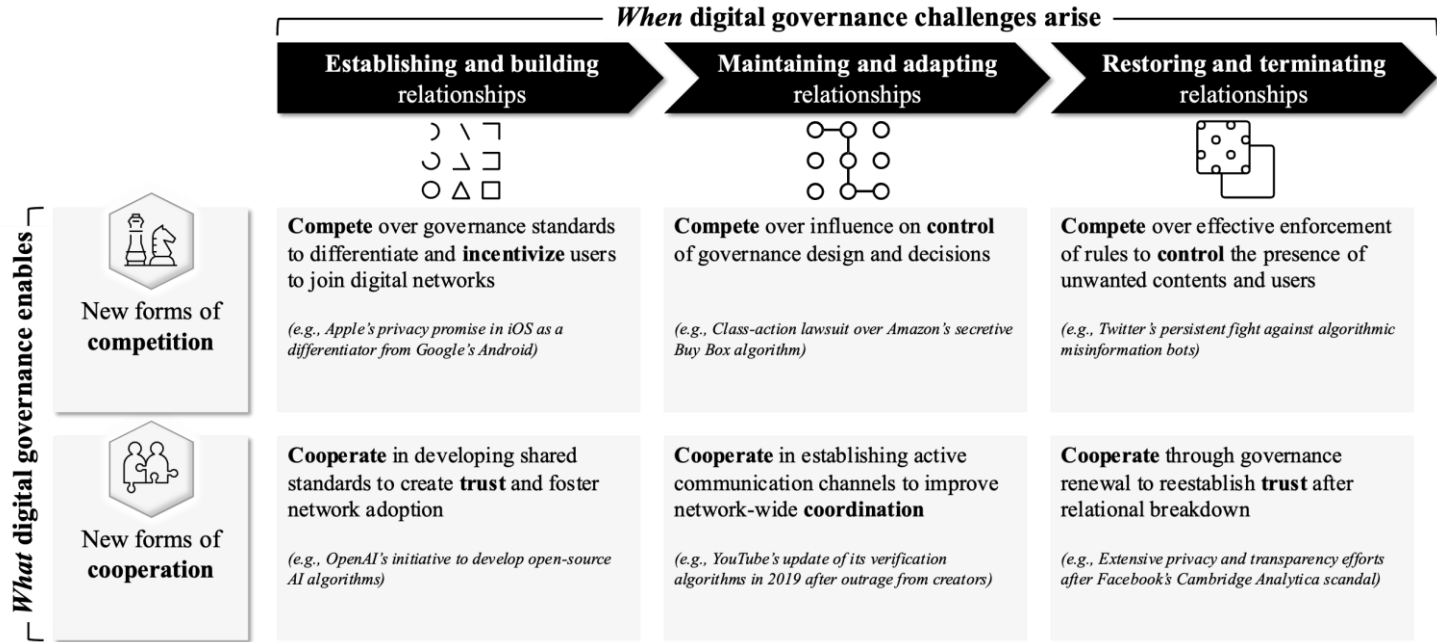 When digital governance challenges arise
Establishing and building
relationships
Maintaining and adapting
relationships
Restoring and terminating
relationships
What digital governance enables
New forms of
competition
Compete over governance standards
to differentiate and incentivize users
to join digital networks
(e.g., Apple's privacy promise in iOS as a
differentiator from Google's Android)
Compete over influence on control
of governance design and decisions
(e.g., Class-action lawsuit over Amazon's secretive
Buy Box algorithm)
Compete over effective enforcement
of rules to control the presence of
unwanted contents and users
(e.g., Twitter's persistent fight against algorithmic
misinformation bots)
New forms of
cooperation
Cooperate in developing shared
standards to create trust and foster
network adoption
(e.g., OpenAI's initiative to develop open-source
AI algorithms)
Cooperate in establishing active
communication channels to improve
network-wide coordination
(e.g., YouTube's update of its verification
algorithms in 2019 after outrage from creators)
Cooperate through governance
renewal to reestablish trust after
relational breakdown
(e.g., Extensive privacy and transparency efforts
after Facebook's Cambridge Analytica scandal)